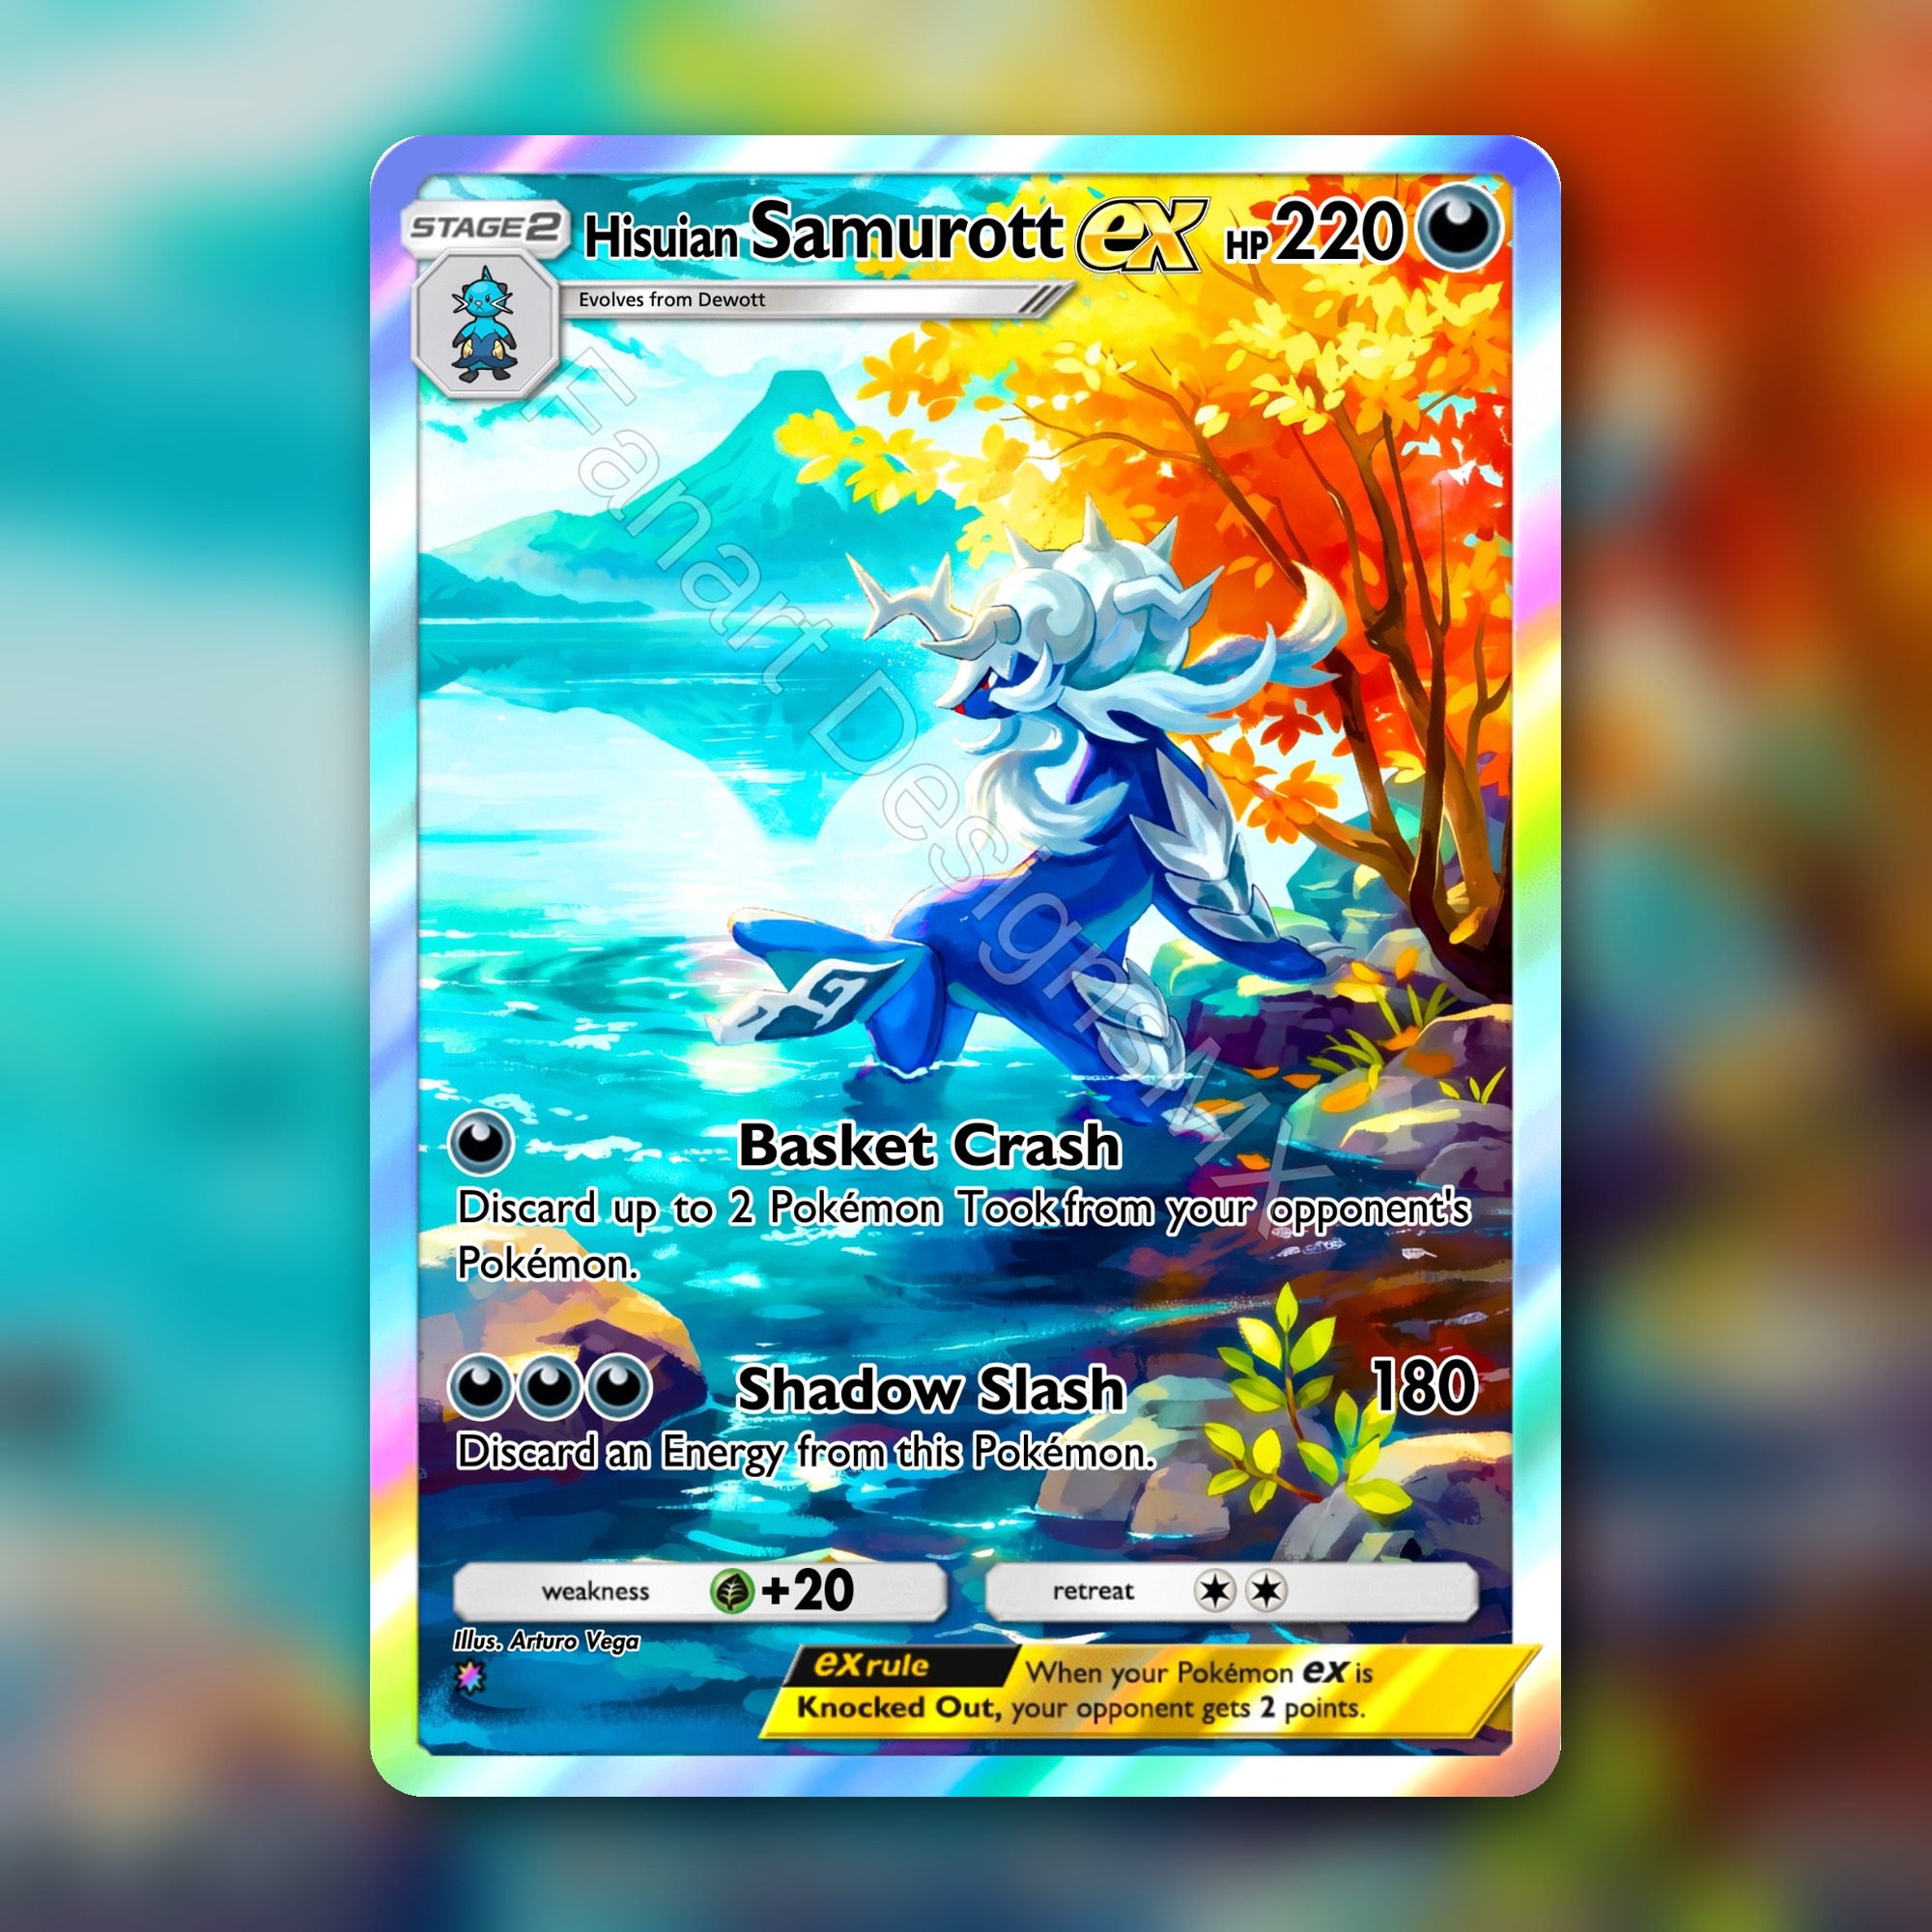 STAGE2 Hisuian Samurott ex HP 220
Evolves from Dewott
Fanart DesignsMX
Basket Crash
Discard up to 2 Pokémon Took from your opponent's
Pokémon.
Shadow Slash 180
Discard an Energy from this Pokémon.
weakness +20 retreat
Illus. Arturo Vega
ex rule When your Pokémon ex is
Knocked Out, your opponent gets 2 points.